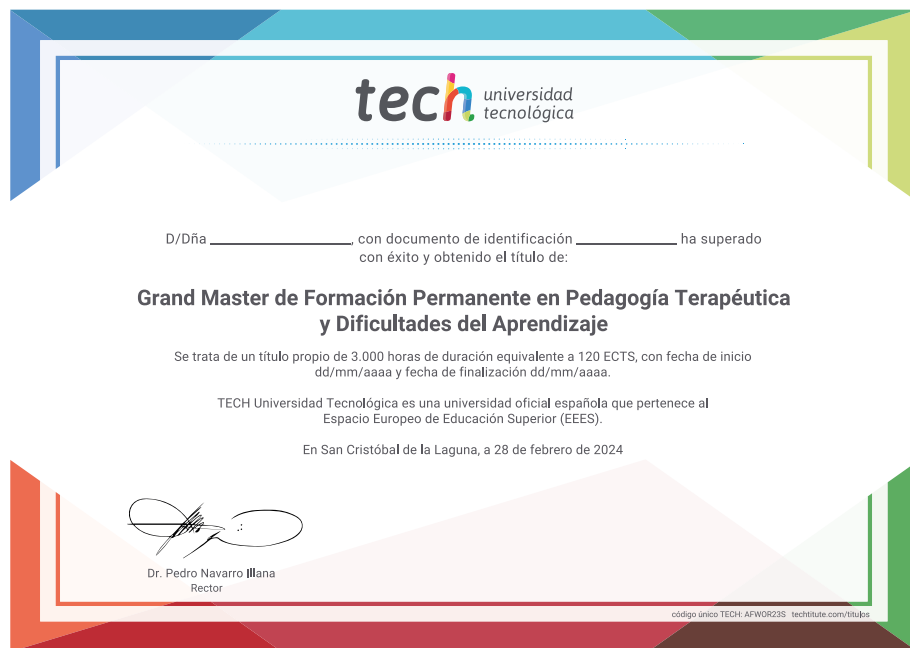 tech universidad
tecnológica
D/Dña ________________, con documento de identificación ____________ ha superado
con éxito y obtenido el título de:
Grand Master de Formación Permanente en Pedagogía Terapéutica
y Dificultades del Aprendizaje
Se trata de un título propio de 3.000 horas de duración equivalente a 120 ECTS, con fecha de inicio
dd/mm/aaaa y fecha de finalización dd/mm/aaaa.
TECH Universidad Tecnológica es una universidad oficial española que pertenece al
Espacio Europeo de Educación Superior (EEES).
En San Cristóbal de la Laguna, a 28 de febrero de 2024
Dr. Pedro Navarro Illana
Rector
código único TECH: AFWOR23S techtitute.com/titulos